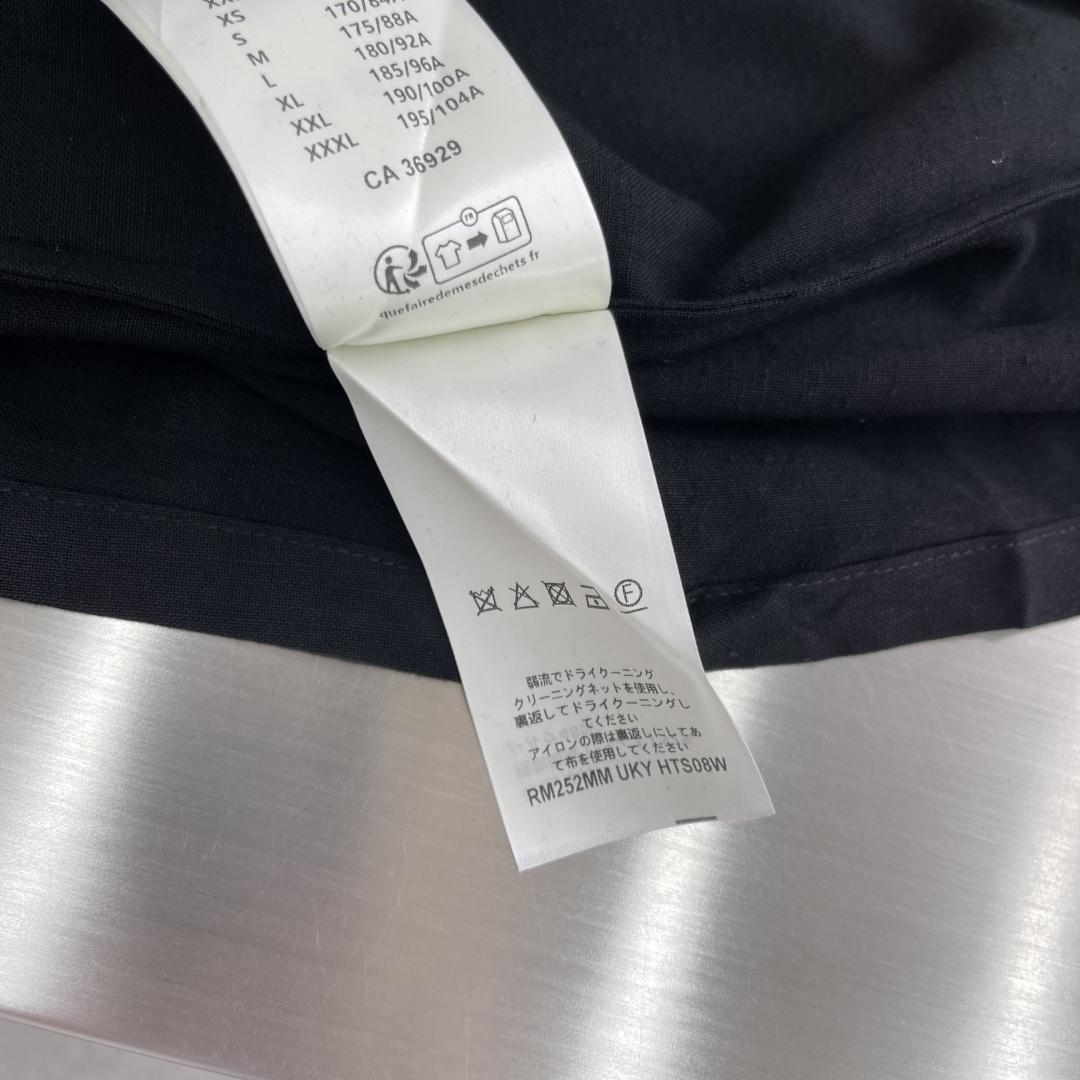 XS 170/84A
S 175/88A
M 180/92A
L 185/96A
XL 190/100A
XXL 195/104A
XXXL
CA 36929
FR
quefairedemesdechets.fr
F
弱流でドライクーニング
クリーニングネットを使用し、
裏返してドライクーニングし
てください
アイロンの際は裏返しにしてあ
て布を使用してください
RM252MM UKY HTS08W